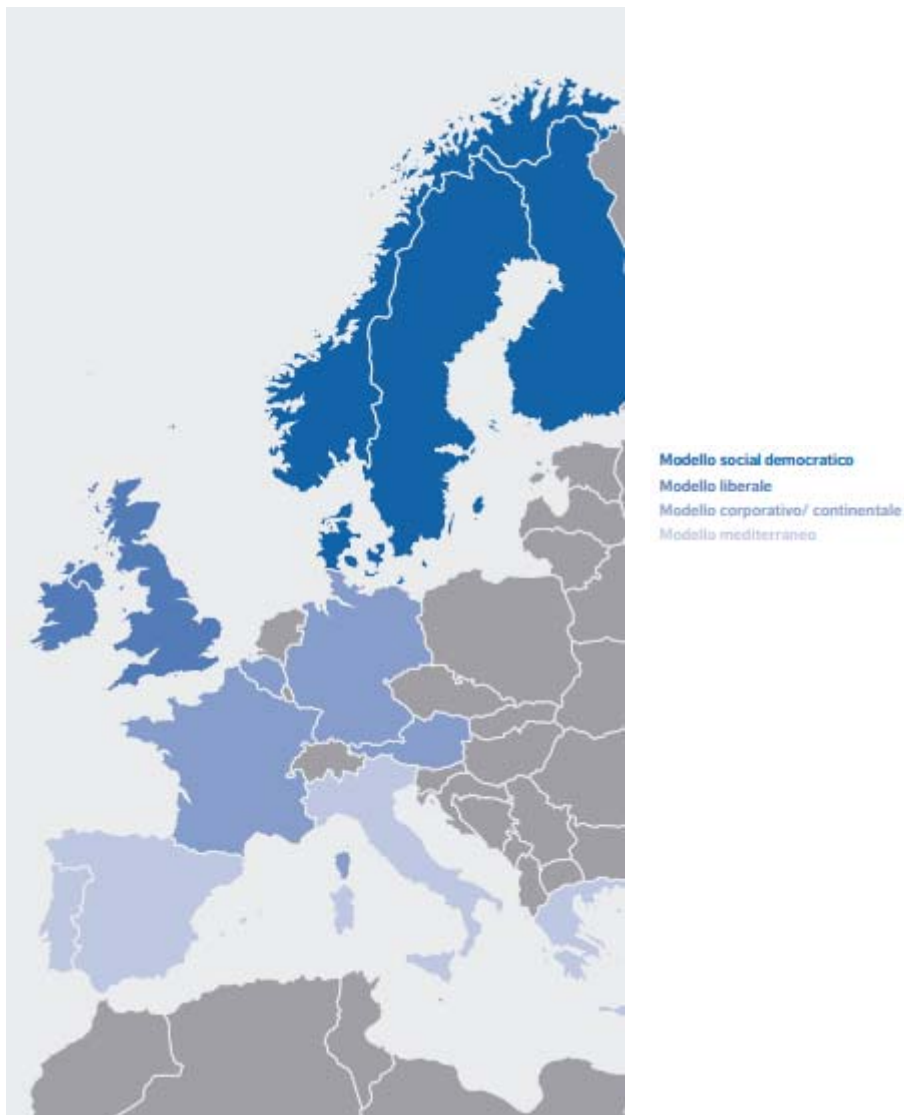 Modello social democratico
Modello liberale
Modello corporativo/ continentale
Modello mediterraneo